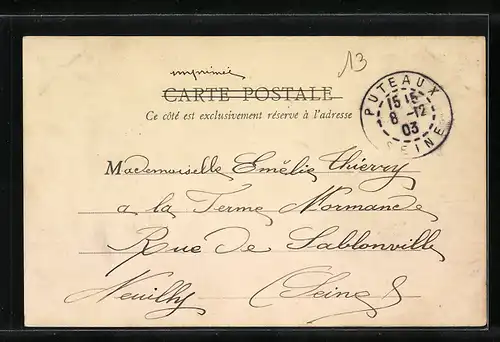 imprimé
13
CARTE POSTALE
Ce côté est exclusivement réservé à l'adresse
PUTEAUX
15 15
8 -12
03
SEINE
Mademoiselle Emélie Thierry
a la Ferme Normande
Rue de Sablonville
Neuilly (Seine)